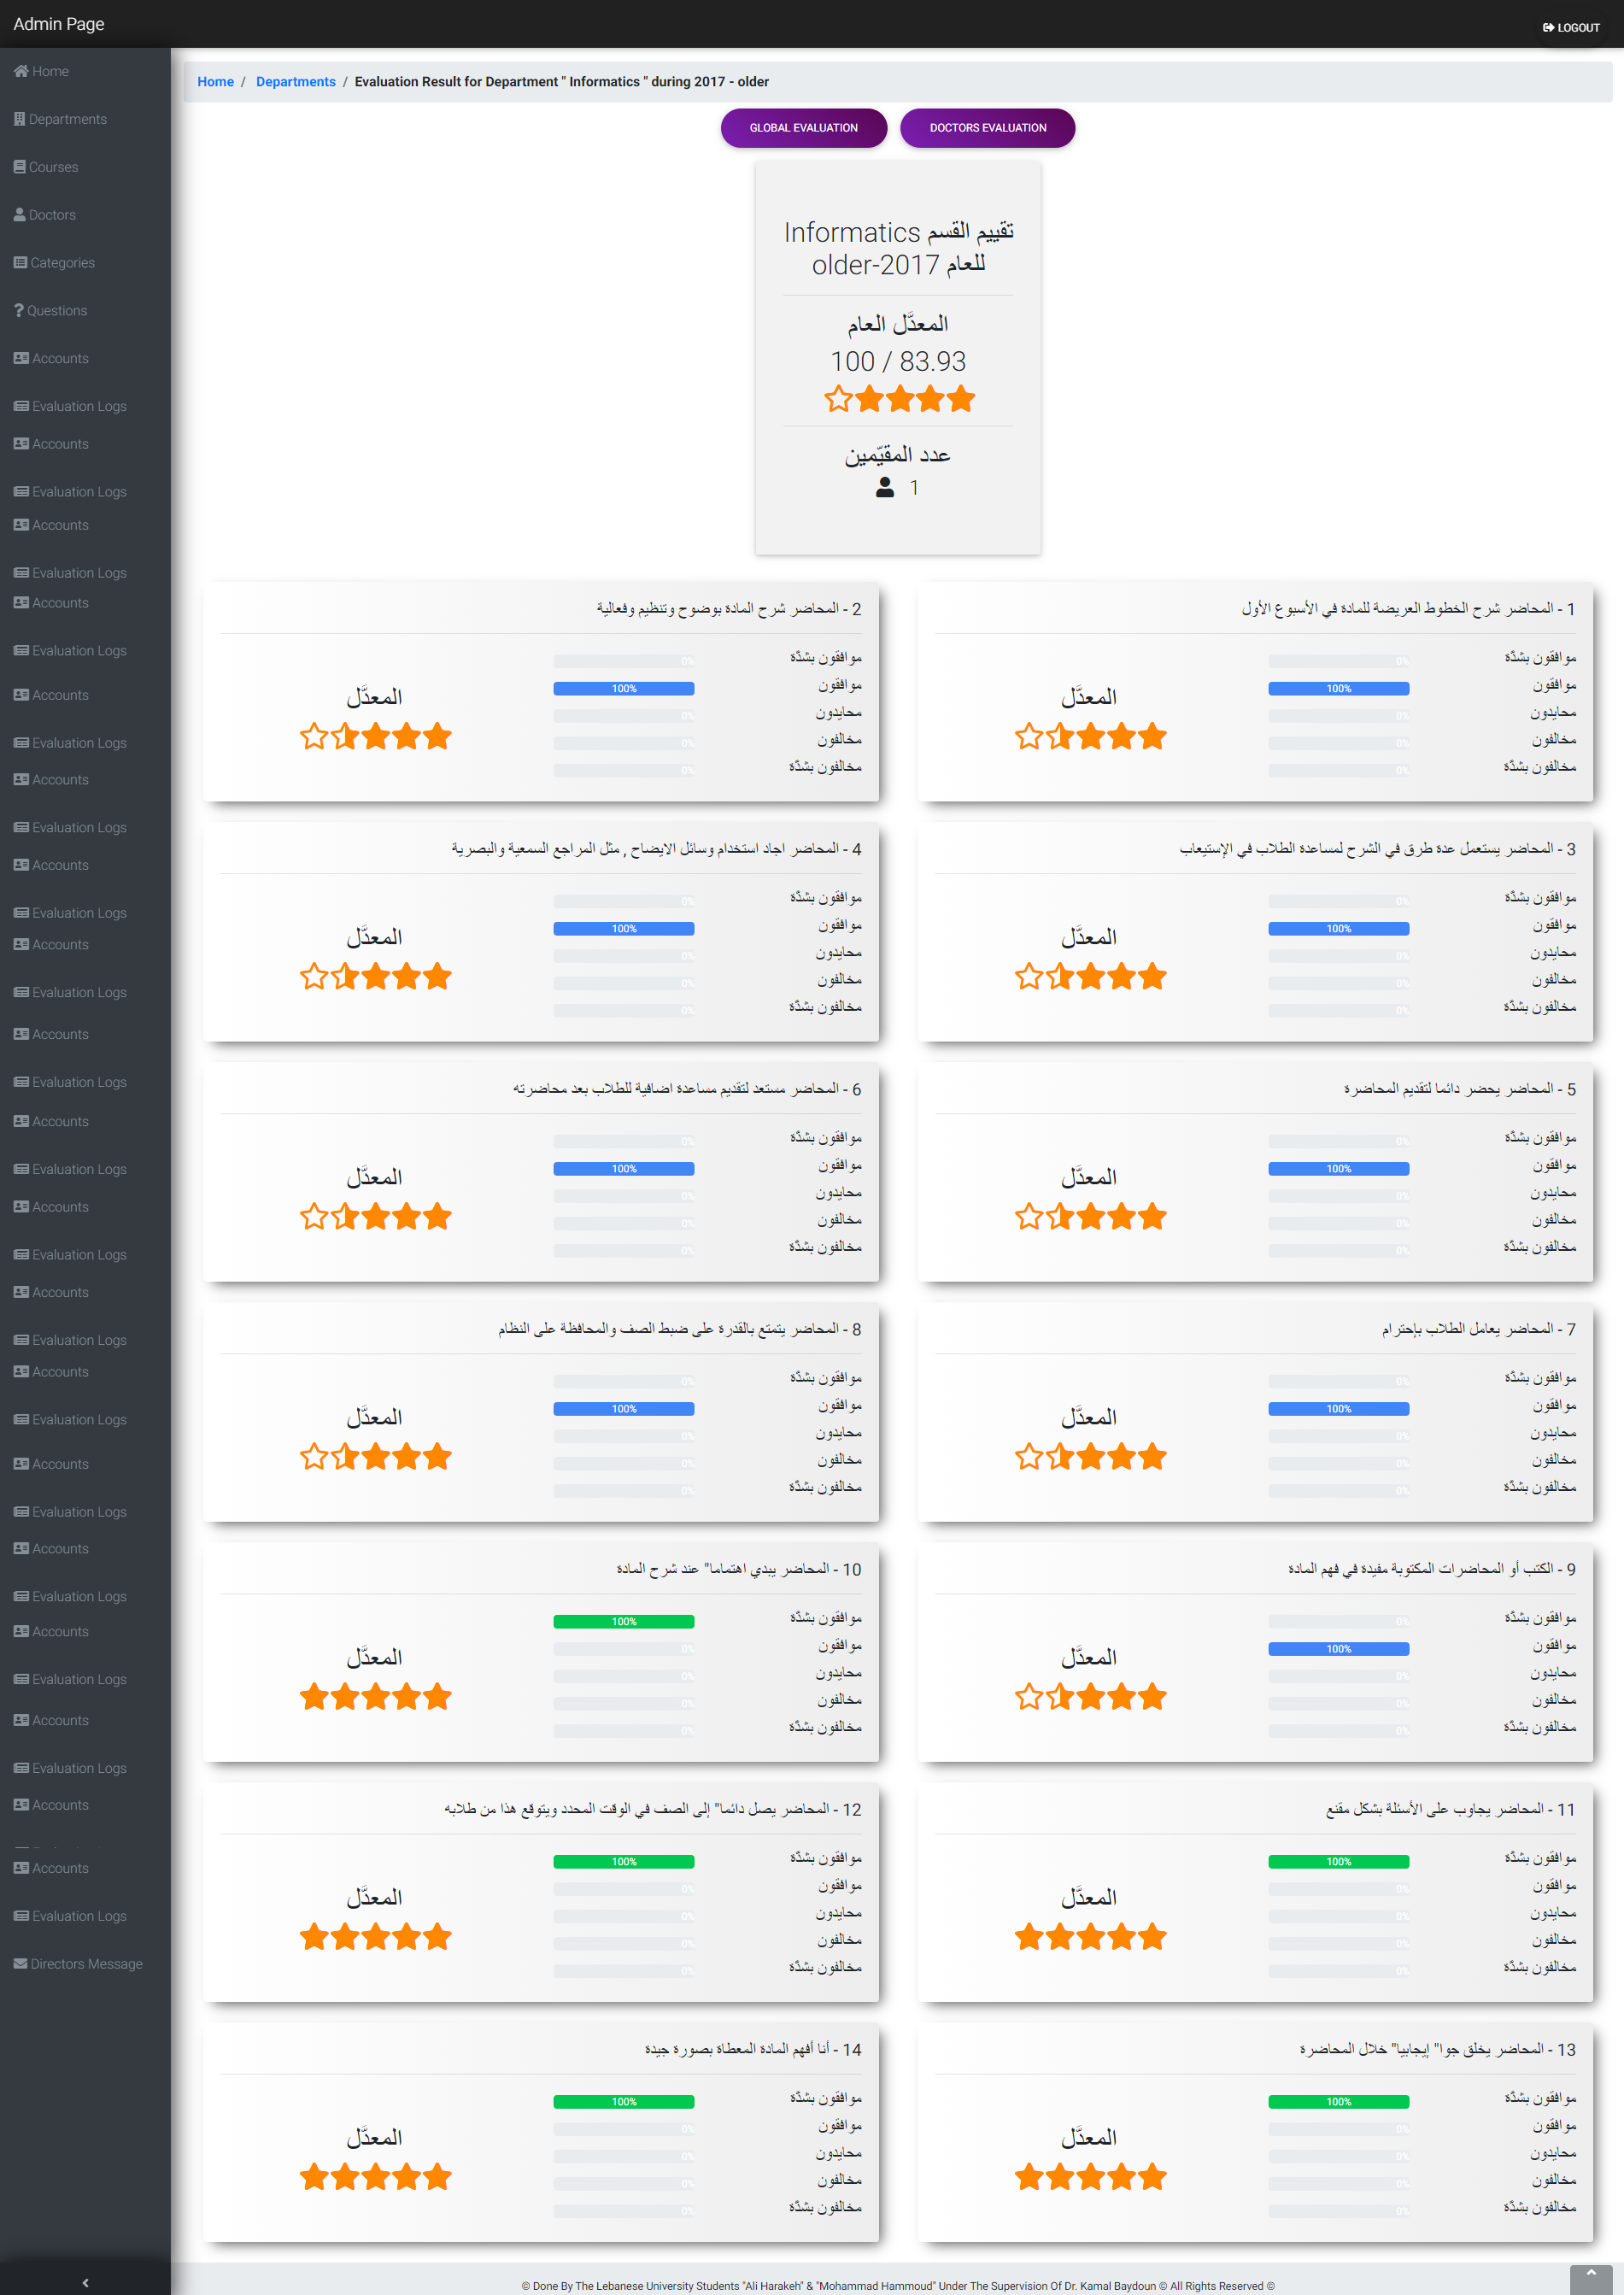 Admin Page
LOGOUT
Home
Departments
Courses
Doctors
Categories
Questions
Accounts
Evaluation Logs
Accounts
Evaluation Logs
Accounts
Evaluation Logs
Accounts
Evaluation Logs
Accounts
Evaluation Logs
Accounts
Evaluation Logs
Accounts
Evaluation Logs
Accounts
Evaluation Logs
Accounts
Evaluation Logs
Accounts
Evaluation Logs
Accounts
Evaluation Logs
Accounts
Evaluation Logs
Accounts
Evaluation Logs
Accounts
Evaluation Logs
Accounts
Evaluation Logs
Accounts
Evaluation Logs
Accounts
Evaluation Logs
Accounts
Accounts
Evaluation Logs
Directors Message
Home / Departments / Evaluation Result for Department " Informatics " during 2017 - older
GLOBAL EVALUATION
DOCTORS EVALUATION
تقييم القسم Informatics
للعام 2017-older
المعدَّل العام
83.93 / 100
عدد المقيّمين
1
1 - المحاضر شرح الخطوط العريضة للمادة في الأسبوع الأول
موافقون بشدّة 0%
موافقون 100%
محايدون 0%
مخالفون 0%
مخالفون بشدّة 0%
المعدَّل
2 - المحاضر شرح المادة بوضوح وتنظيم وفعالية
موافقون بشدّة 0%
موافقون 100%
محايدون 0%
مخالفون 0%
مخالفون بشدّة 0%
المعدَّل
3 - المحاضر يستعمل عدة طرق في الشرح لمساعدة الطلاب في الإستيعاب
موافقون بشدّة 0%
موافقون 100%
محايدون 0%
مخالفون 0%
مخالفون بشدّة 0%
المعدَّل
4 - المحاضر اجاد استخدام وسائل الايضاح , مثل المراجع السمعية والبصرية
موافقون بشدّة 0%
موافقون 100%
محايدون 0%
مخالفون 0%
مخالفون بشدّة 0%
المعدَّل
5 - المحاضر يحضر دائما لتقديم المحاضرة
موافقون بشدّة 0%
موافقون 100%
محايدون 0%
مخالفون 0%
مخالفون بشدّة 0%
المعدَّل
6 - المحاضر مستعد لتقديم مساعدة اضافية للطلاب بعد محاضرته
موافقون بشدّة 0%
موافقون 100%
محايدون 0%
مخالفون 0%
مخالفون بشدّة 0%
المعدَّل
7 - المحاضر يعامل الطلاب بإحترام
موافقون بشدّة 0%
موافقون 100%
محايدون 0%
مخالفون 0%
مخالفون بشدّة 0%
المعدَّل
8 - المحاضر يتمتع بالقدرة على ضبط الصف والمحافظة على النظام
موافقون بشدّة 0%
موافقون 100%
محايدون 0%
مخالفون 0%
مخالفون بشدّة 0%
المعدَّل
9 - الكتب أو المحاضرات المكتوبة مفيدة في فهم المادة
موافقون بشدّة 0%
موافقون 100%
محايدون 0%
مخالفون 0%
مخالفون بشدّة 0%
المعدَّل
10 - المحاضر يبدي اهتماما" عند شرح المادة
موافقون بشدّة 100%
موافقون 0%
محايدون 0%
مخالفون 0%
مخالفون بشدّة 0%
المعدَّل
11 - المحاضر يجاوب على الأسئلة بشكل مقنع
موافقون بشدّة 100%
موافقون 0%
محايدون 0%
مخالفون 0%
مخالفون بشدّة 0%
المعدَّل
12 - المحاضر يصل دائما" إلى الصف في الوقت المحدد ويتوقع هذا من طلابه
موافقون بشدّة 100%
موافقون 0%
محايدون 0%
مخالفون 0%
مخالفون بشدّة 0%
المعدَّل
13 - المحاضر يخلق جوا" إيجابيا" خلال المحاضرة
موافقون بشدّة 100%
موافقون 0%
محايدون 0%
مخالفون 0%
مخالفون بشدّة 0%
المعدَّل
14 - أنا أفهم المادة المعطاة بصورة جيدة
موافقون بشدّة 100%
موافقون 0%
محايدون 0%
مخالفون 0%
مخالفون بشدّة 0%
المعدَّل
© Done By The Lebanese University Students "Ali Harakeh" & "Mohammad Hammoud" Under The Supervision Of Dr. Kamal Baydoun © All Rights Reserved ©